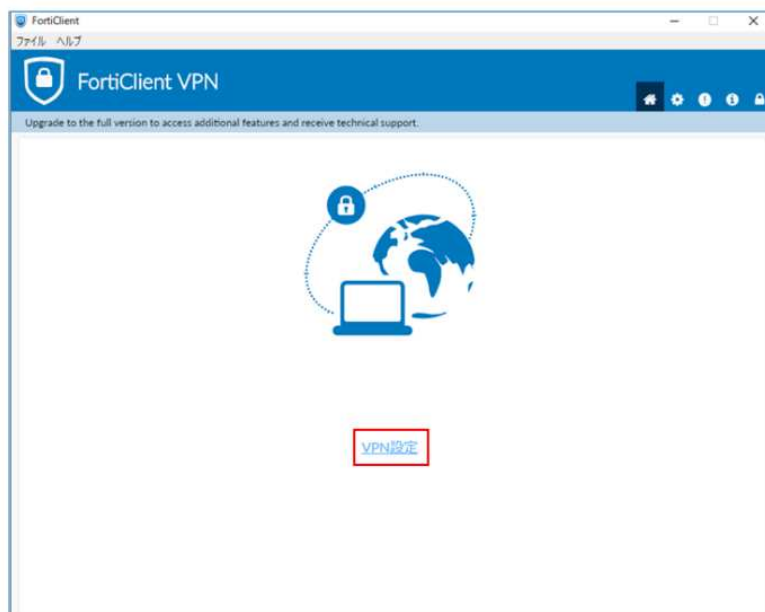 FortiClient
ファイル ヘルプ
FortiClient VPN
Upgrade to the full version to access additional features and receive technical support.
VPN設定